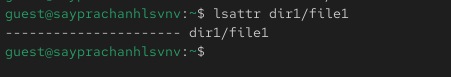 guest@sayprachanhlsvnv:~$ lsattr dir1/file1
---------------------- dir1/file1
guest@sayprachanhlsvnv:~$